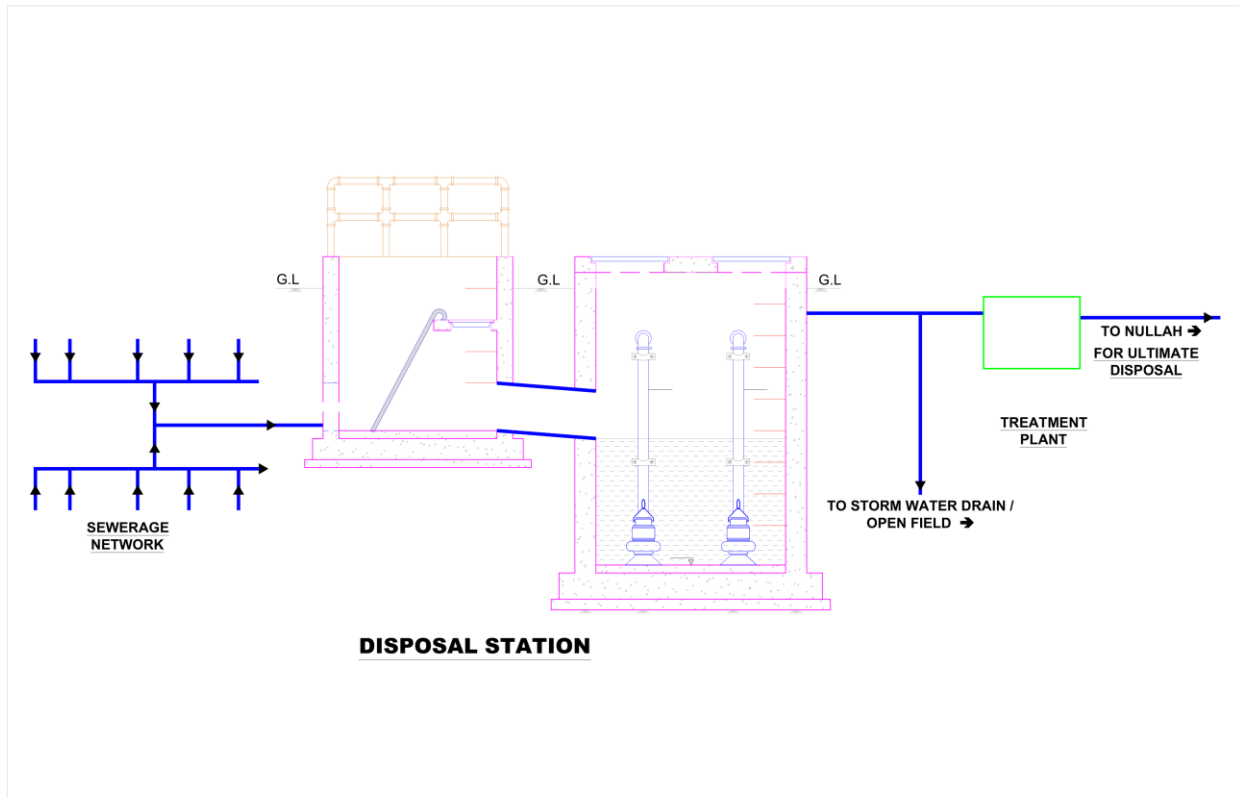 G.L
G.L
G.L
TO NULLAH ➔
FOR ULTIMATE
DISPOSAL
TREATMENT
PLANT
TO STORM WATER DRAIN /
OPEN FIELD ➔
SEWERAGE
NETWORK
DISPOSAL STATION